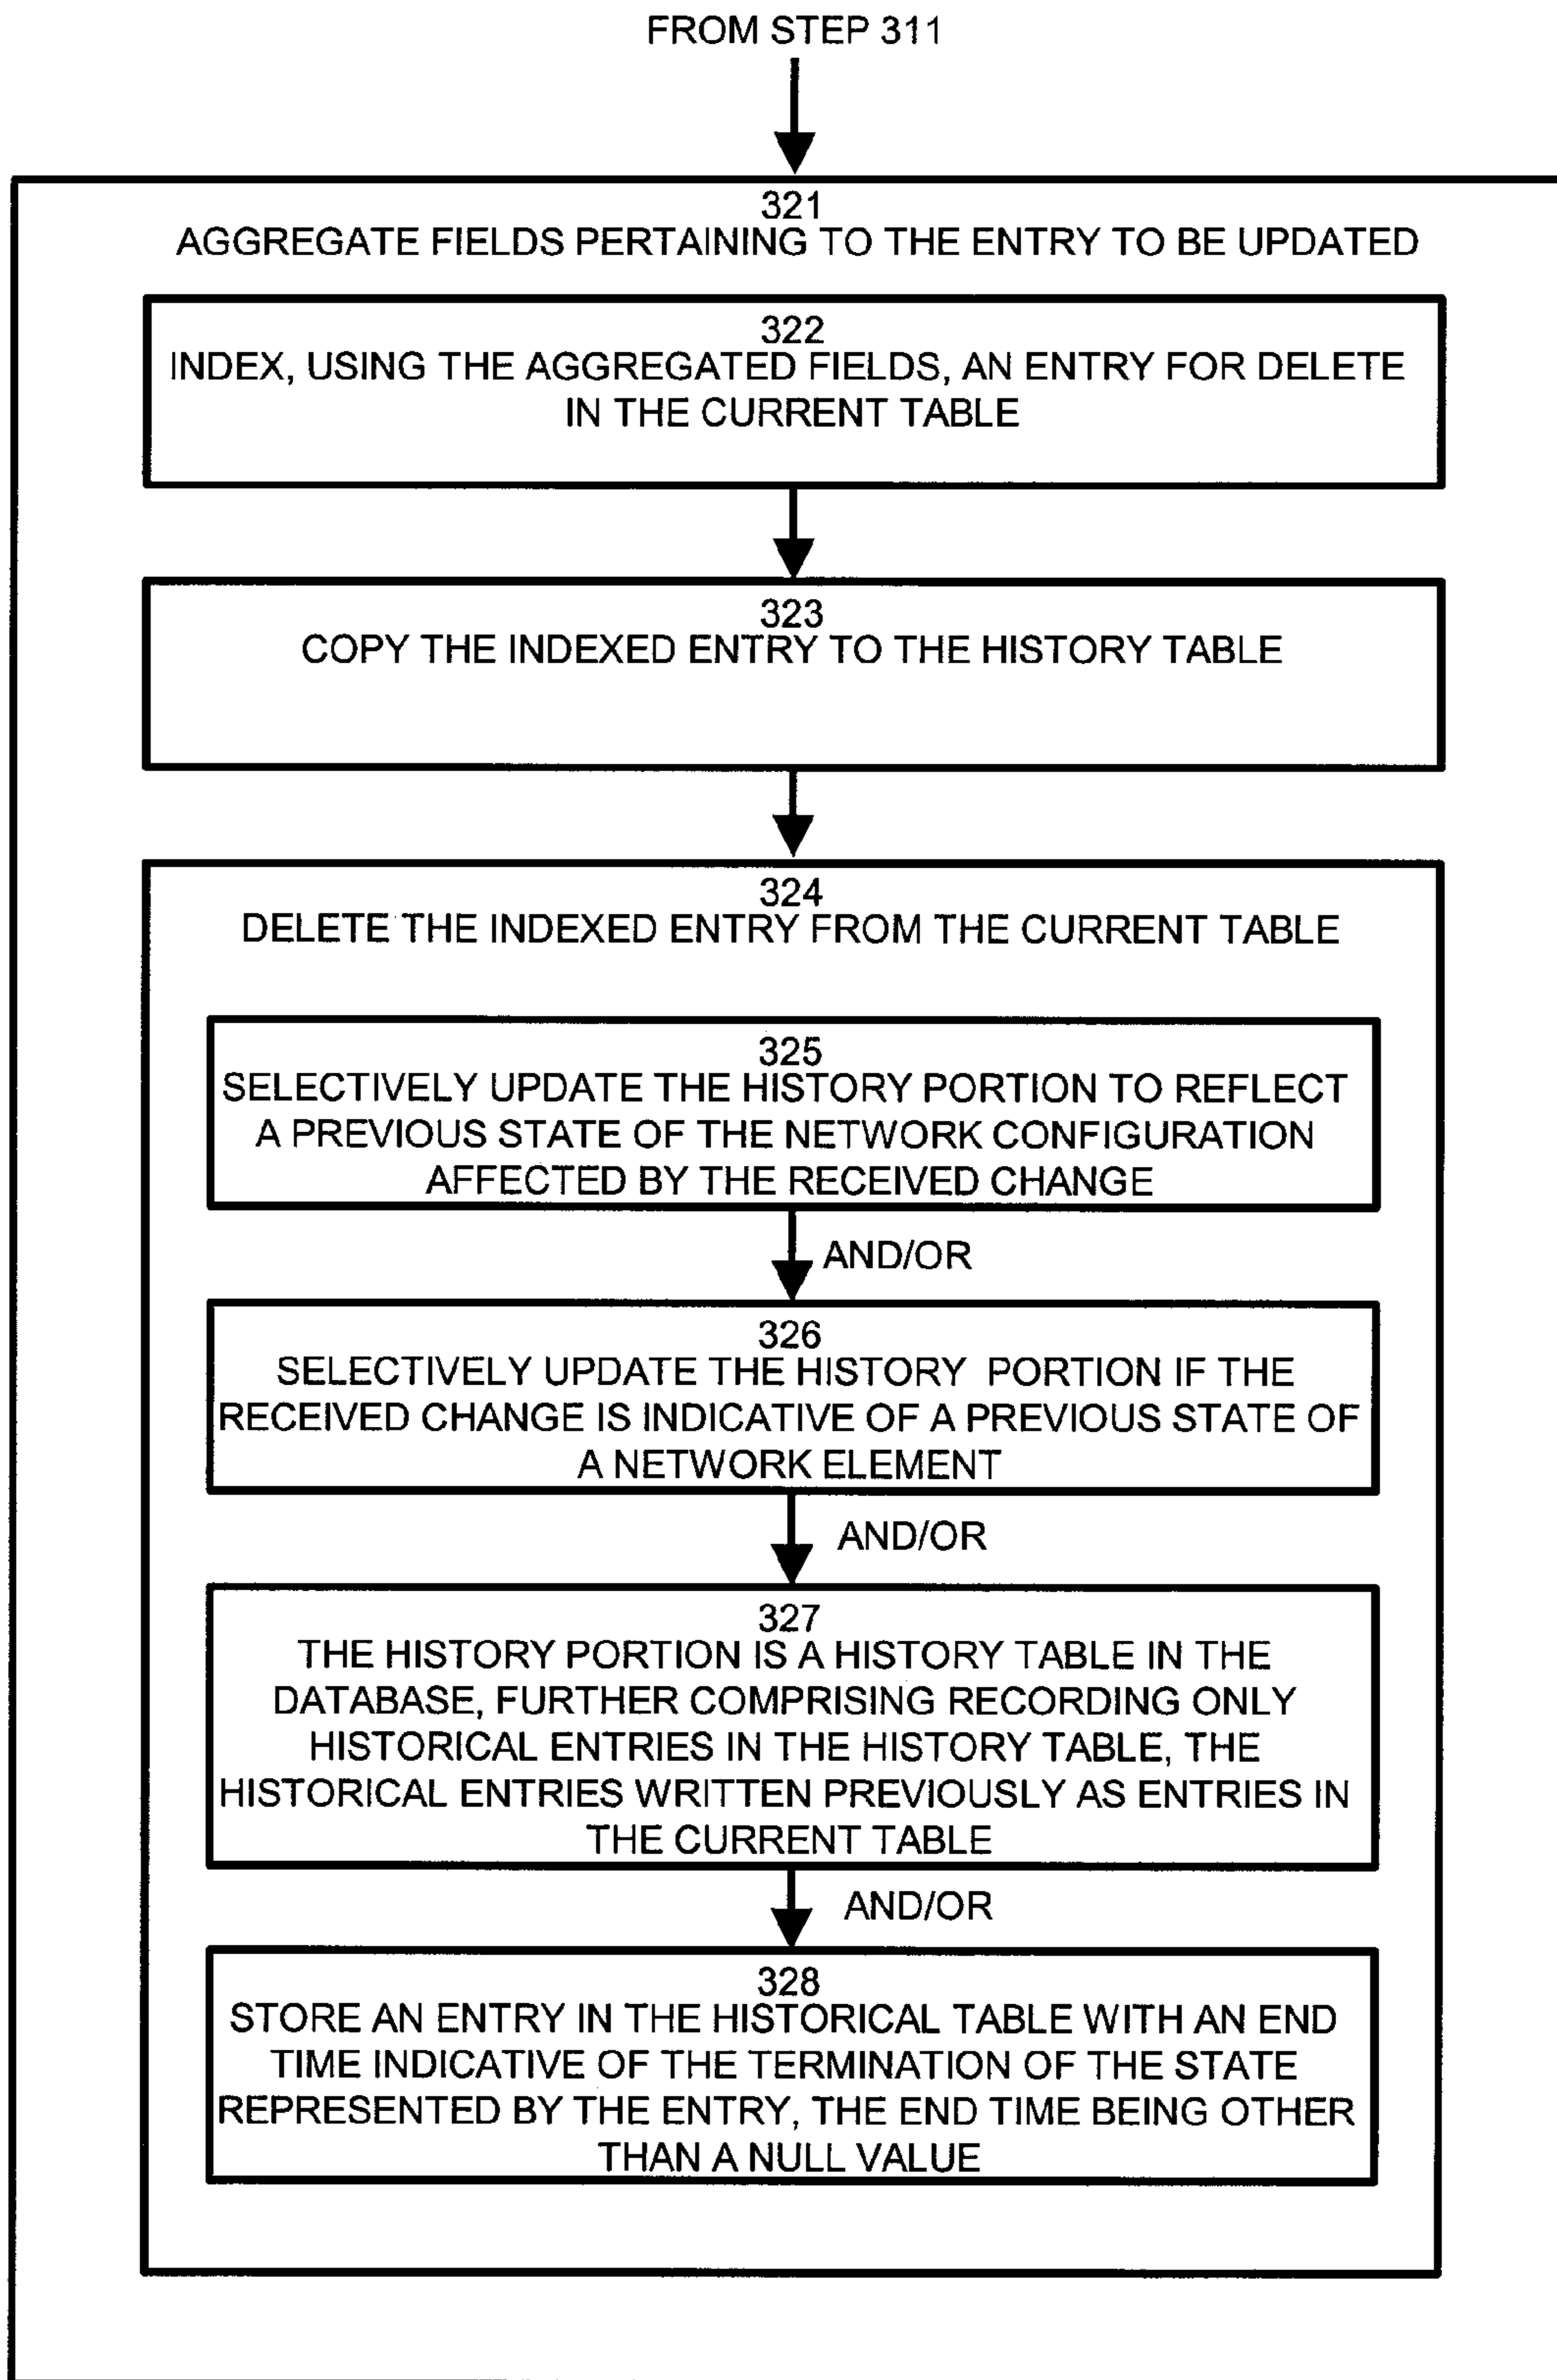 FROM STEP 311
321
AGGREGATE FIELDS PERTAINING TO THE ENTRY TO BE UPDATED
322
INDEX, USING THE AGGREGATED FIELDS, AN ENTRY FOR DELETE
IN THE CURRENT TABLE
323
COPY THE INDEXED ENTRY TO THE HISTORY TABLE
324
DELETE THE INDEXED ENTRY FROM THE CURRENT TABLE
325
SELECTIVELY UPDATE THE HISTORY PORTION TO REFLECT
A PREVIOUS STATE OF THE NETWORK CONFIGURATION
AFFECTED BY THE RECEIVED CHANGE
AND/OR
326
SELECTIVELY UPDATE THE HISTORY PORTION IF THE
RECEIVED CHANGE IS INDICATIVE OF A PREVIOUS STATE OF
A NETWORK ELEMENT
AND/OR
327
THE HISTORY PORTION IS A HISTORY TABLE IN THE
DATABASE, FURTHER COMPRISING RECORDING ONLY
HISTORICAL ENTRIES IN THE HISTORY TABLE, THE
HISTORICAL ENTRIES WRITTEN PREVIOUSLY AS ENTRIES IN
THE CURRENT TABLE
AND/OR
328
STORE AN ENTRY IN THE HISTORICAL TABLE WITH AN END
TIME INDICATIVE OF THE TERMINATION OF THE STATE
REPRESENTED BY THE ENTRY, THE END TIME BEING OTHER
THAN A NULL VALUE